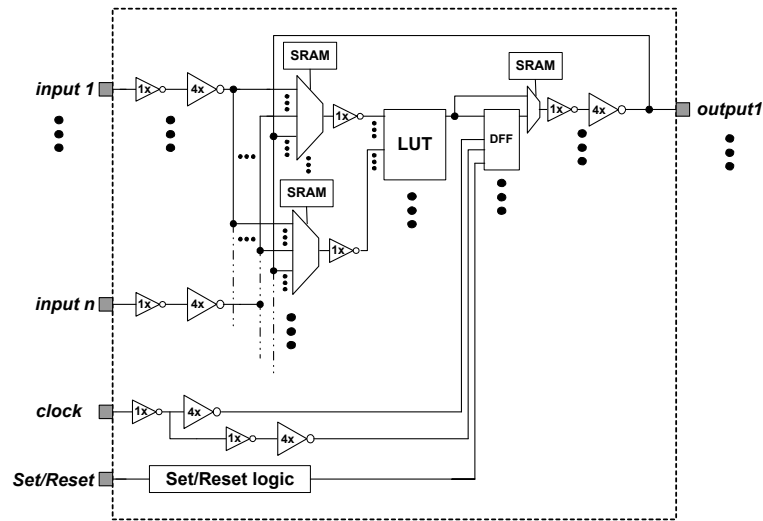 SRAM
SRAM
input 1
1x
4x
1x
LUT
DFF
1x
4x
output1
SRAM
1x
input n
1x
4x
clock
1x
4x
1x
4x
Set/Reset
Set/Reset logic